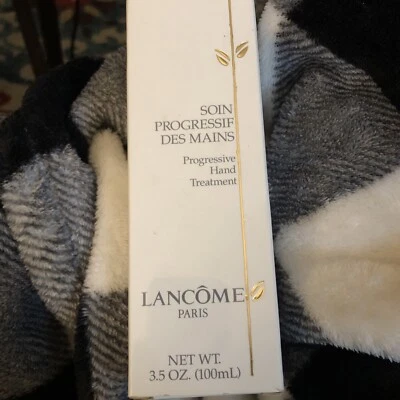 SOIN
PROGRESSIF
DES MAINS
Progressive
Hand
Treatment
LANCÔME
PARIS
NET WT.
3.5 OZ. (100mL)